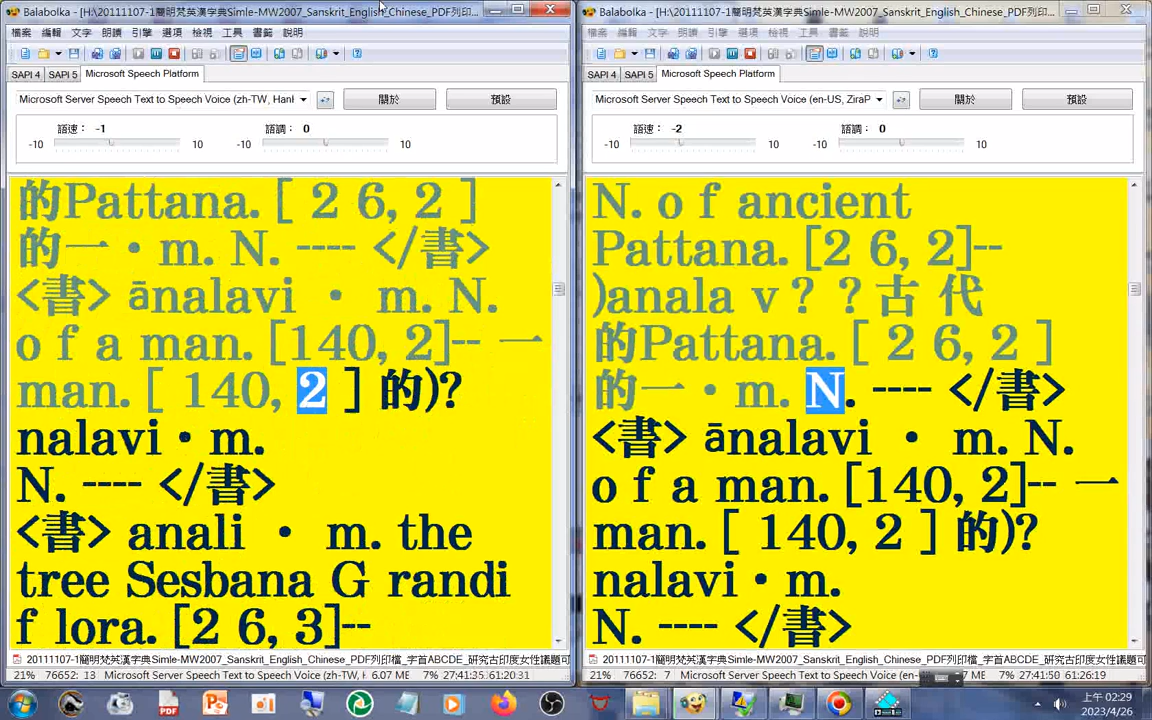 Balabolka - [H:\20111107-1簡明梵英漢字典Simle-MW2007_Sanskrit_English_Chinese_PDF列印...
檔案 編輯 文字 朗讀 引擎 選項 檢視 工具 書籤 說明
SAPI 4 SAPI 5 Microsoft Speech Platform
Microsoft Server Speech Text to Speech Voice (zh-TW, HanH 關於 預設
語速： -1 語調： 0
-10 10 -10 10
的Pattana. [ 2 6, 2 ]
的一・m. N. ---- </書>
<書> ānalavi ・ m. N.
o f a man. [140, 2]-- 一
man. [ 140, 2 ] 的)?
nalavi・m.
N. ---- </書>
<書> anali ・ m. the
tree Sesbana G randi
f lora. [2 6, 3]--
20111107-1簡明梵英漢字典Simle-MW2007_Sanskrit_English_Chinese_PDF列印檔_字首ABCDE_研究古印度女性議題可
21% 76652: 13 Microsoft Server Speech Text to Speech Voice (zh-TW, H 6.07 MB 7% 27:41:35 61:20:31
Balabolka - [H:\20111107-1簡明梵英漢字典Simle-MW2007_Sanskrit_English_Chinese_PDF列印...
檔案 編輯 文字 朗讀 引擎 選項 檢視 工具 書籤 說明
SAPI 4 SAPI 5 Microsoft Speech Platform
Microsoft Server Speech Text to Speech Voice (en-US, ZiraP 關於 預設
語速： -2 語調： 0
-10 10 -10 10
N. o f ancient
Pattana. [2 6, 2]--
)anala v？？古 代
的Pattana. [ 2 6, 2 ]
的一・m. N. ---- </書>
<書> ānalavi ・ m. N.
o f a man. [140, 2]-- 一
man. [ 140, 2 ] 的)?
nalavi・m.
N. ---- </書>
20111107-1簡明梵英漢字典Simle-MW2007_Sanskrit_English_Chinese_PDF列印檔_字首ABCDE_研究古印度女性議題可
21% 76652: 7 Microsoft Server Speech Text to Speech Voice 7% 27:41:50 61:26:19
上午 02:29
2023/4/26